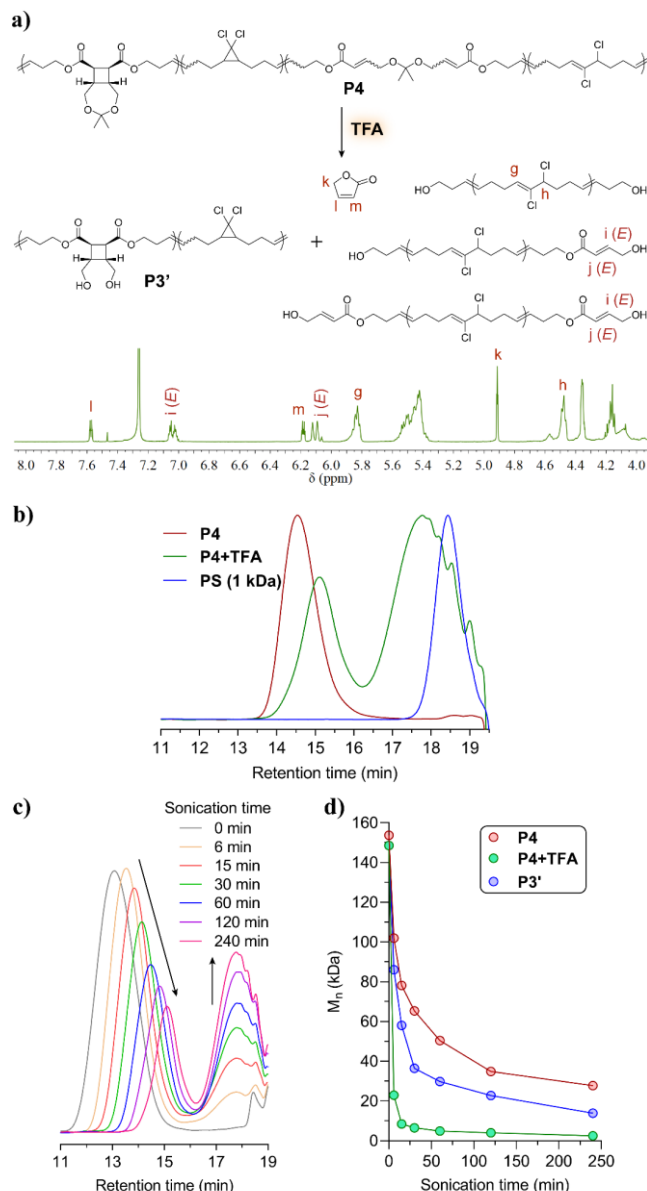 a)
O
O
Cl
Cl
O
O
Cl
O
O
H
H
O
O
O
O
O
O
Cl
P4
TFA
k
O
O
l
m
g
Cl
HO
OH
h
Cl
O
O
Cl
Cl
O
O
H
H
OH
OH
P3'
+
Cl
O
i (E)
HO
O
OH
Cl
j (E)
O
Cl
O
i (E)
HO
O
O
OH
Cl
j (E)
l
i (E)
m
j (E)
g
k
h
8.0 7.8 7.6 7.4 7.2 7.0 6.8 6.6 6.4 6.2 6.0 5.8 5.6 5.4 5.2 5.0 4.8 4.6 4.4 4.2 4.0
δ (ppm)
b)
P4
P4+TFA
PS (1 kDa)
11 12 13 14 15 16 17 18 19
Retention time (min)
c)
Sonication time
0 min
6 min
15 min
30 min
60 min
120 min
240 min
11 13 15 17 19
Retention time (min)
d)
160
140
120
100
80
60
40
20
0
Mn (kDa)
P4
P4+TFA
P3'
0 50 100 150 200 250
Sonication time (min)